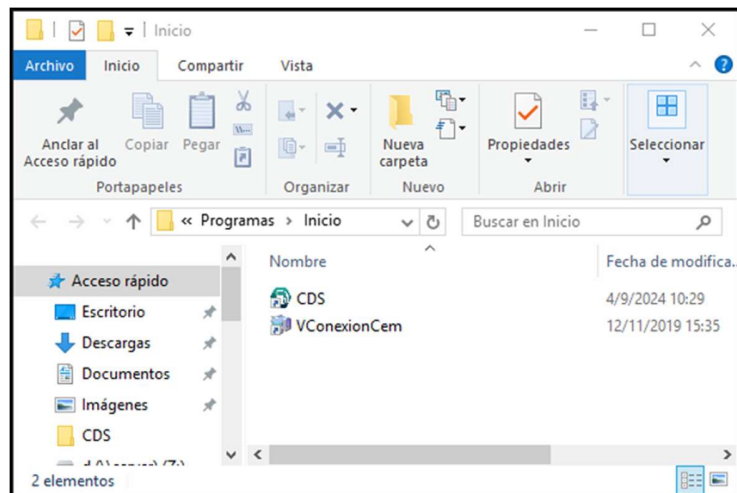 Inicio
Archivo Inicio Compartir Vista
Anclar al Acceso rápido
Copiar
Pegar
Nueva carpeta
Propiedades
Seleccionar
Portapapeles Organizar Nuevo Abrir
« Programas > Inicio
Buscar en Inicio
Nombre Fecha de modifica...
Acceso rápido
Escritorio
Descargas
Documentos
Imágenes
CDS
CDS 4/9/2024 10:29
VConexionCem 12/11/2019 15:35
2 elementos